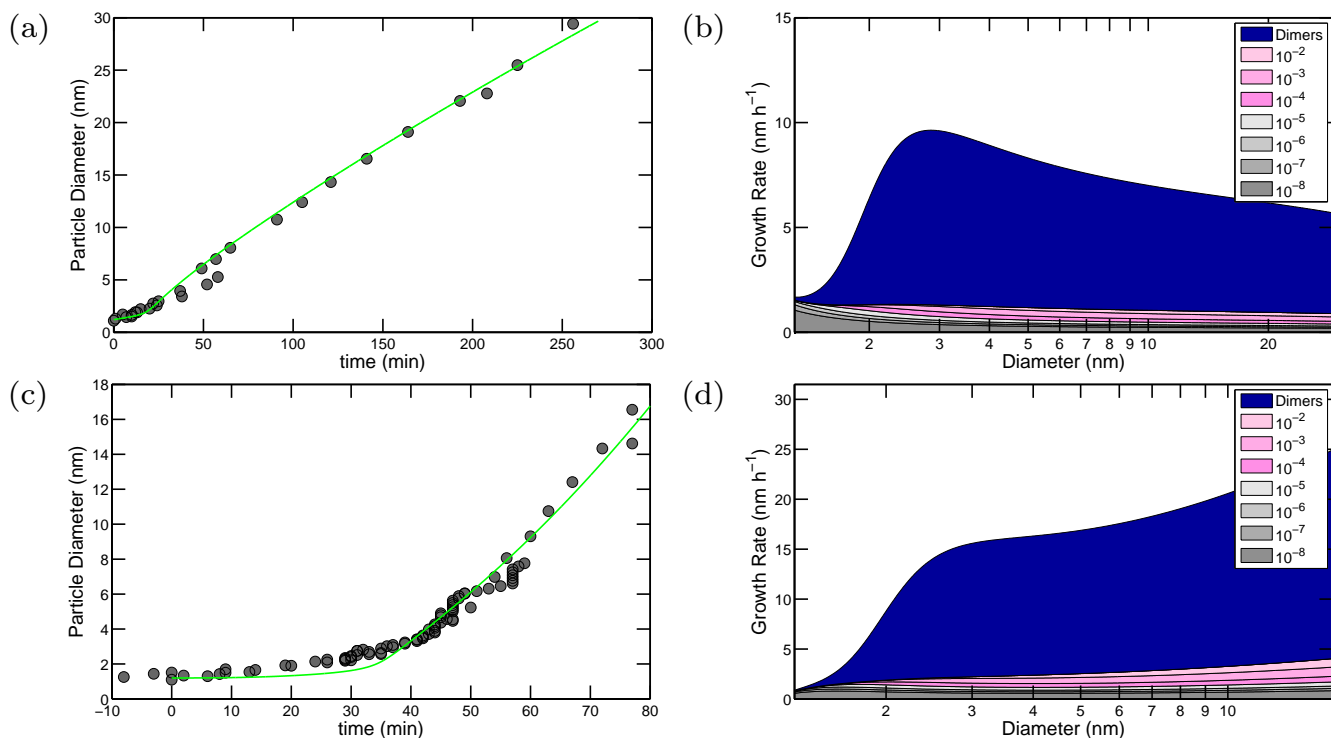 (a)
30
25
20
15
10
5
0
0 50 100 150 200 250 300
Particle Diameter (nm)
time (min)
(b)
15
10
5
0
2 3 4 5 6 7 8 9 10 20
Growth Rate (nm h⁻¹)
Diameter (nm)
Dimers
10⁻²
10⁻³
10⁻⁴
10⁻⁵
10⁻⁶
10⁻⁷
10⁻⁸
(c)
18
16
14
12
10
8
6
4
2
0
−10 0 10 20 30 40 50 60 70 80
Particle Diameter (nm)
time (min)
(d)
30
25
20
15
10
5
0
2 3 4 5 6 7 8 9 10
Growth Rate (nm h⁻¹)
Diameter (nm)
Dimers
10⁻²
10⁻³
10⁻⁴
10⁻⁵
10⁻⁶
10⁻⁷
10⁻⁸